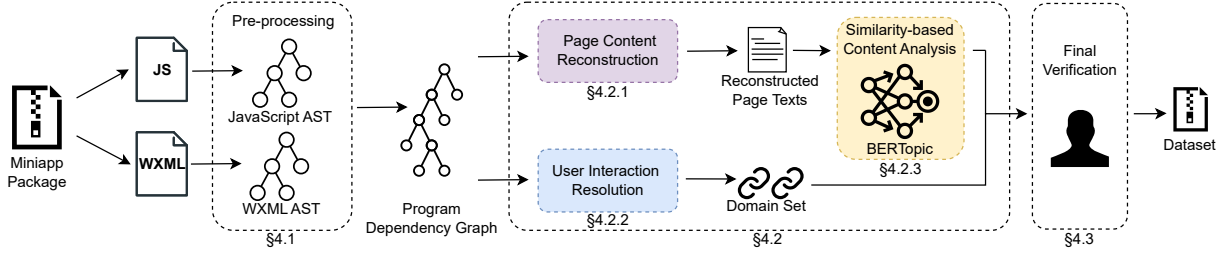 Miniapp
Package
JS
WXML
Pre-processing
JavaScript AST
WXML AST
§4.1
Program
Dependency Graph
Page Content
Reconstruction
§4.2.1
User Interaction
Resolution
§4.2.2
Reconstructed
Page Texts
Domain Set
Similarity-based
Content Analysis
BERTopic
§4.2.3
§4.2
Final
Verification
§4.3
Dataset